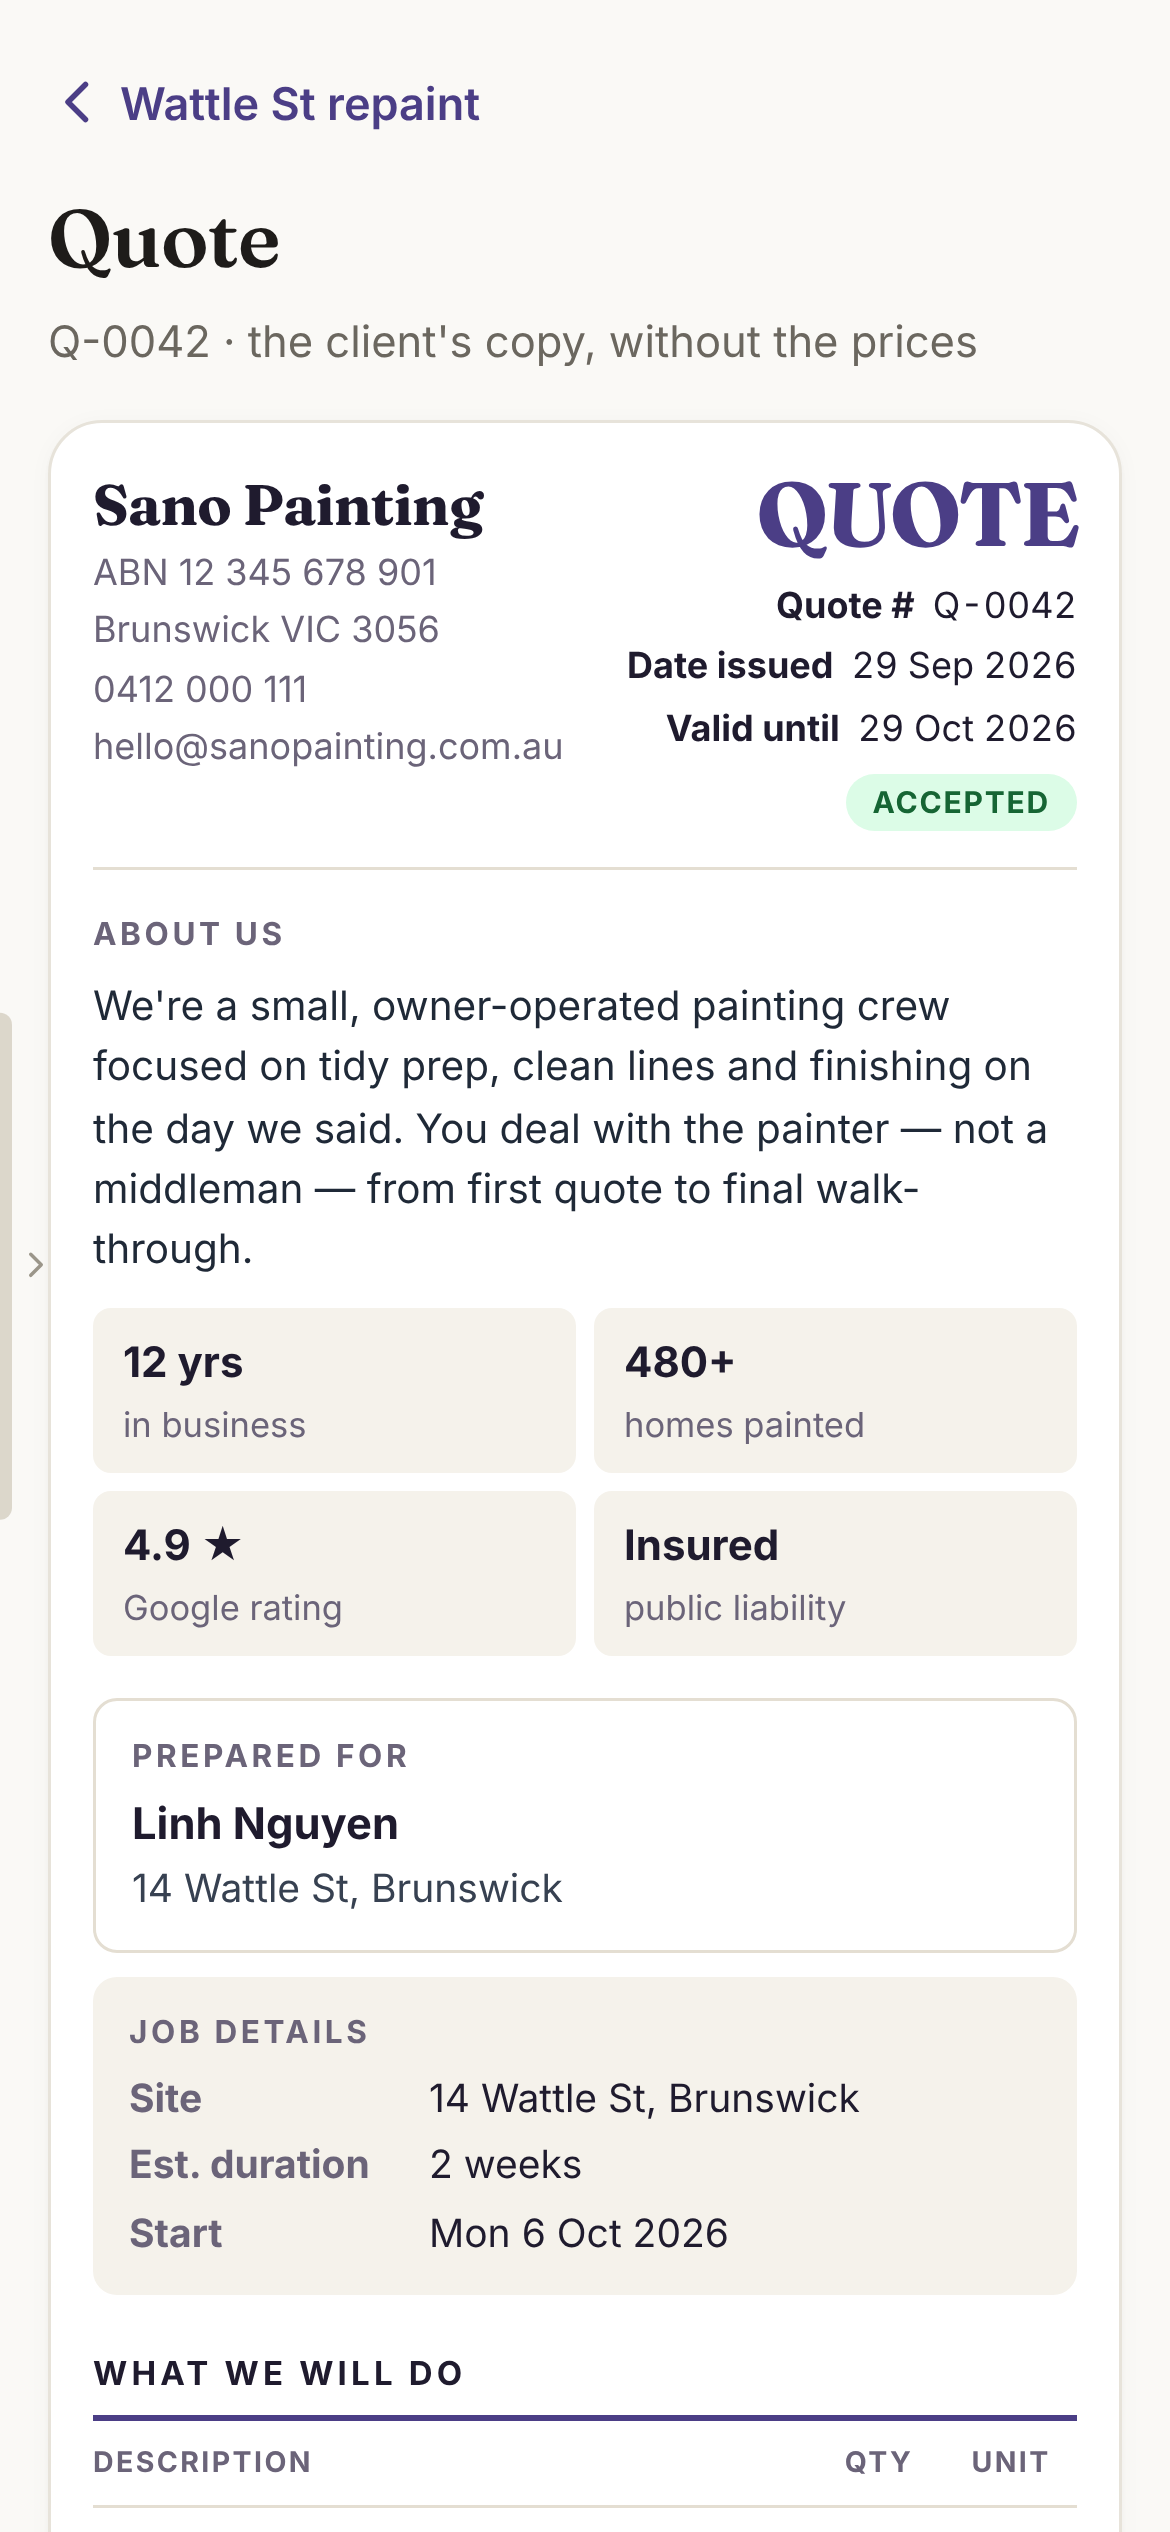 Wattle St repaint
Quote
Q-0042 · the client's copy, without the prices
Sano Painting
ABN 12 345 678 901
Brunswick VIC 3056
0412 000 111
hello@sanopainting.com.au
QUOTE
Quote # Q-0042
Date issued 29 Sep 2026
Valid until 29 Oct 2026
ACCEPTED
ABOUT US
We're a small, owner-operated painting crew
focused on tidy prep, clean lines and finishing on
the day we said. You deal with the painter — not a
middleman — from first quote to final walk-
through.
12 yrs
in business
480+
homes painted
4.9 ★
Google rating
Insured
public liability
PREPARED FOR
Linh Nguyen
14 Wattle St, Brunswick
JOB DETAILS
Site 14 Wattle St, Brunswick
Est. duration 2 weeks
Start Mon 6 Oct 2026
WHAT WE WILL DO
DESCRIPTION QTY UNIT